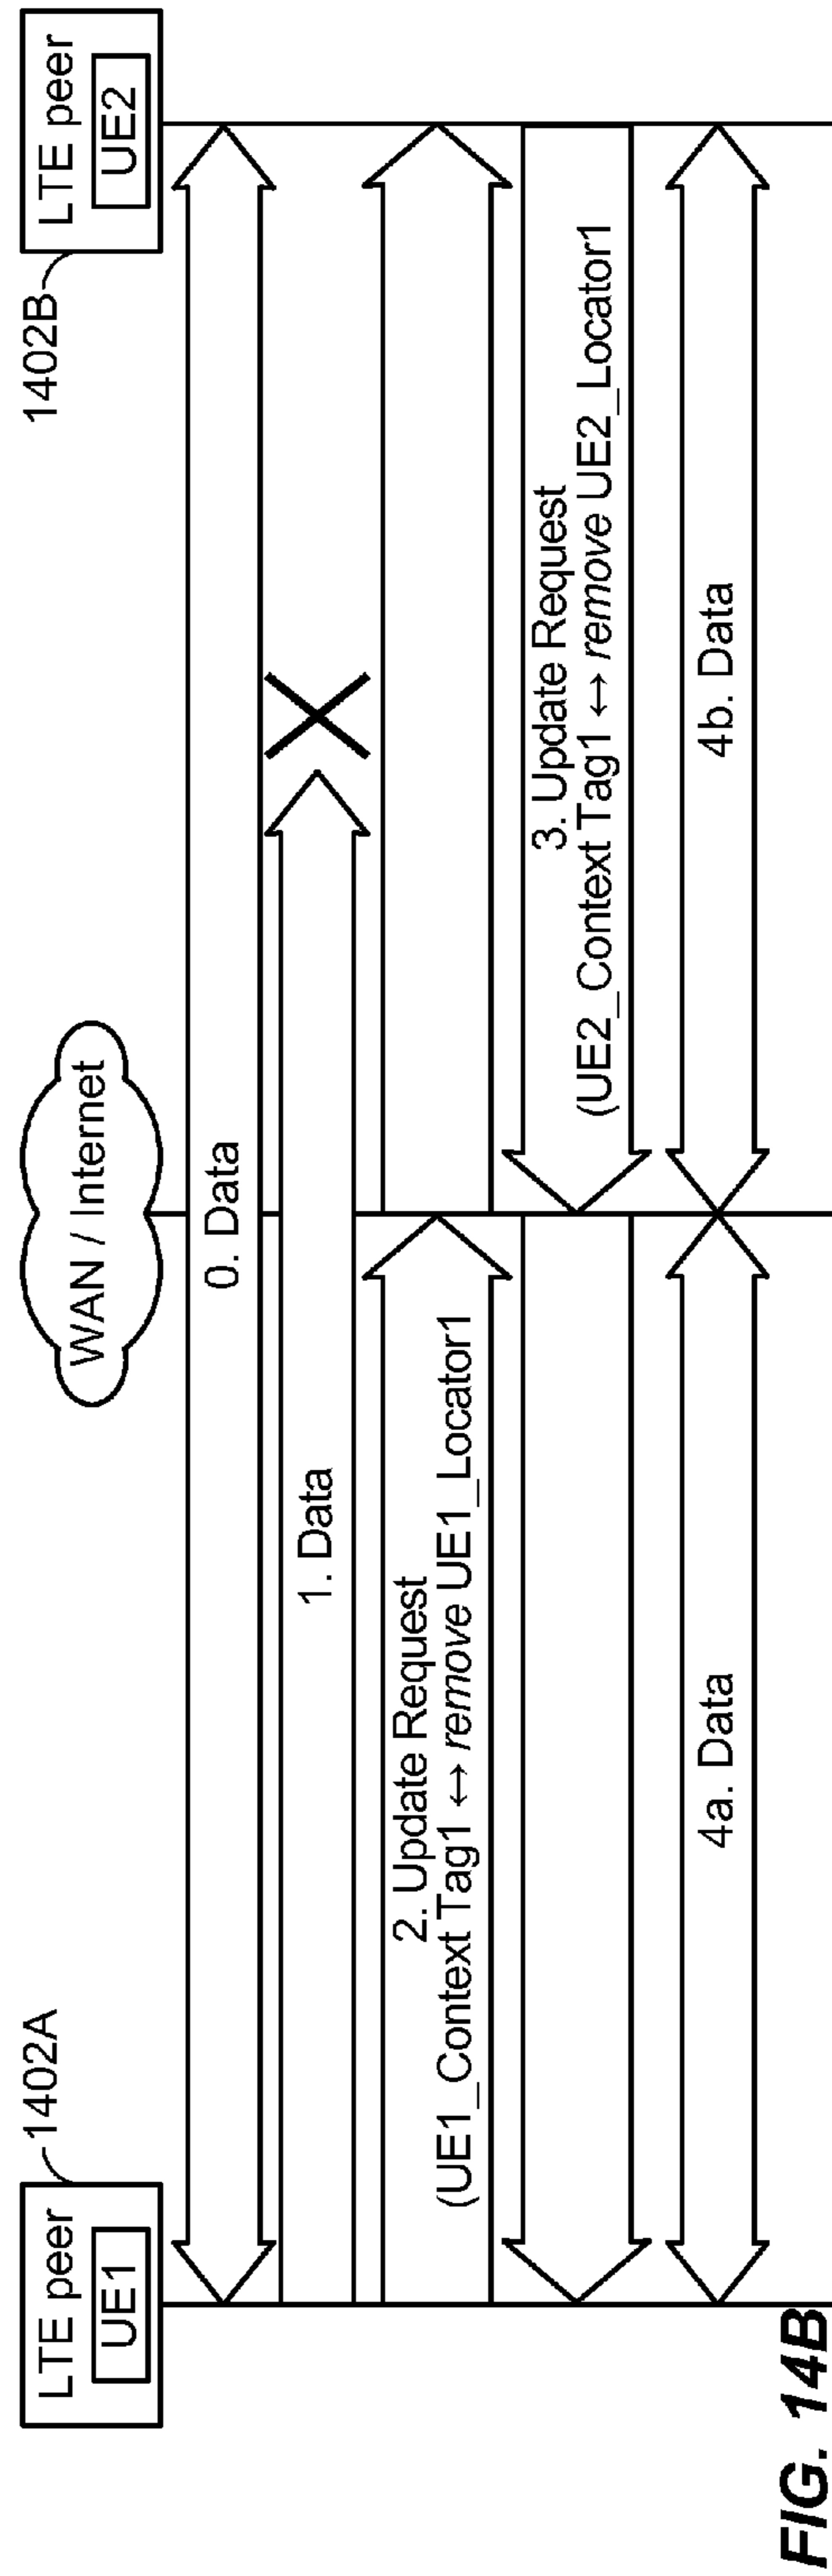 1402A
LTE peer
UE1
WAN / Internet
1402B
LTE peer
UE2
0. Data
1. Data
2. Update Request
(UE1_Context Tag1 ↔ remove UE1_Locator1
3. Update Request
(UE2_Context Tag1 ↔ remove UE2_Locator1
4a. Data
4b. Data
FIG. 14B